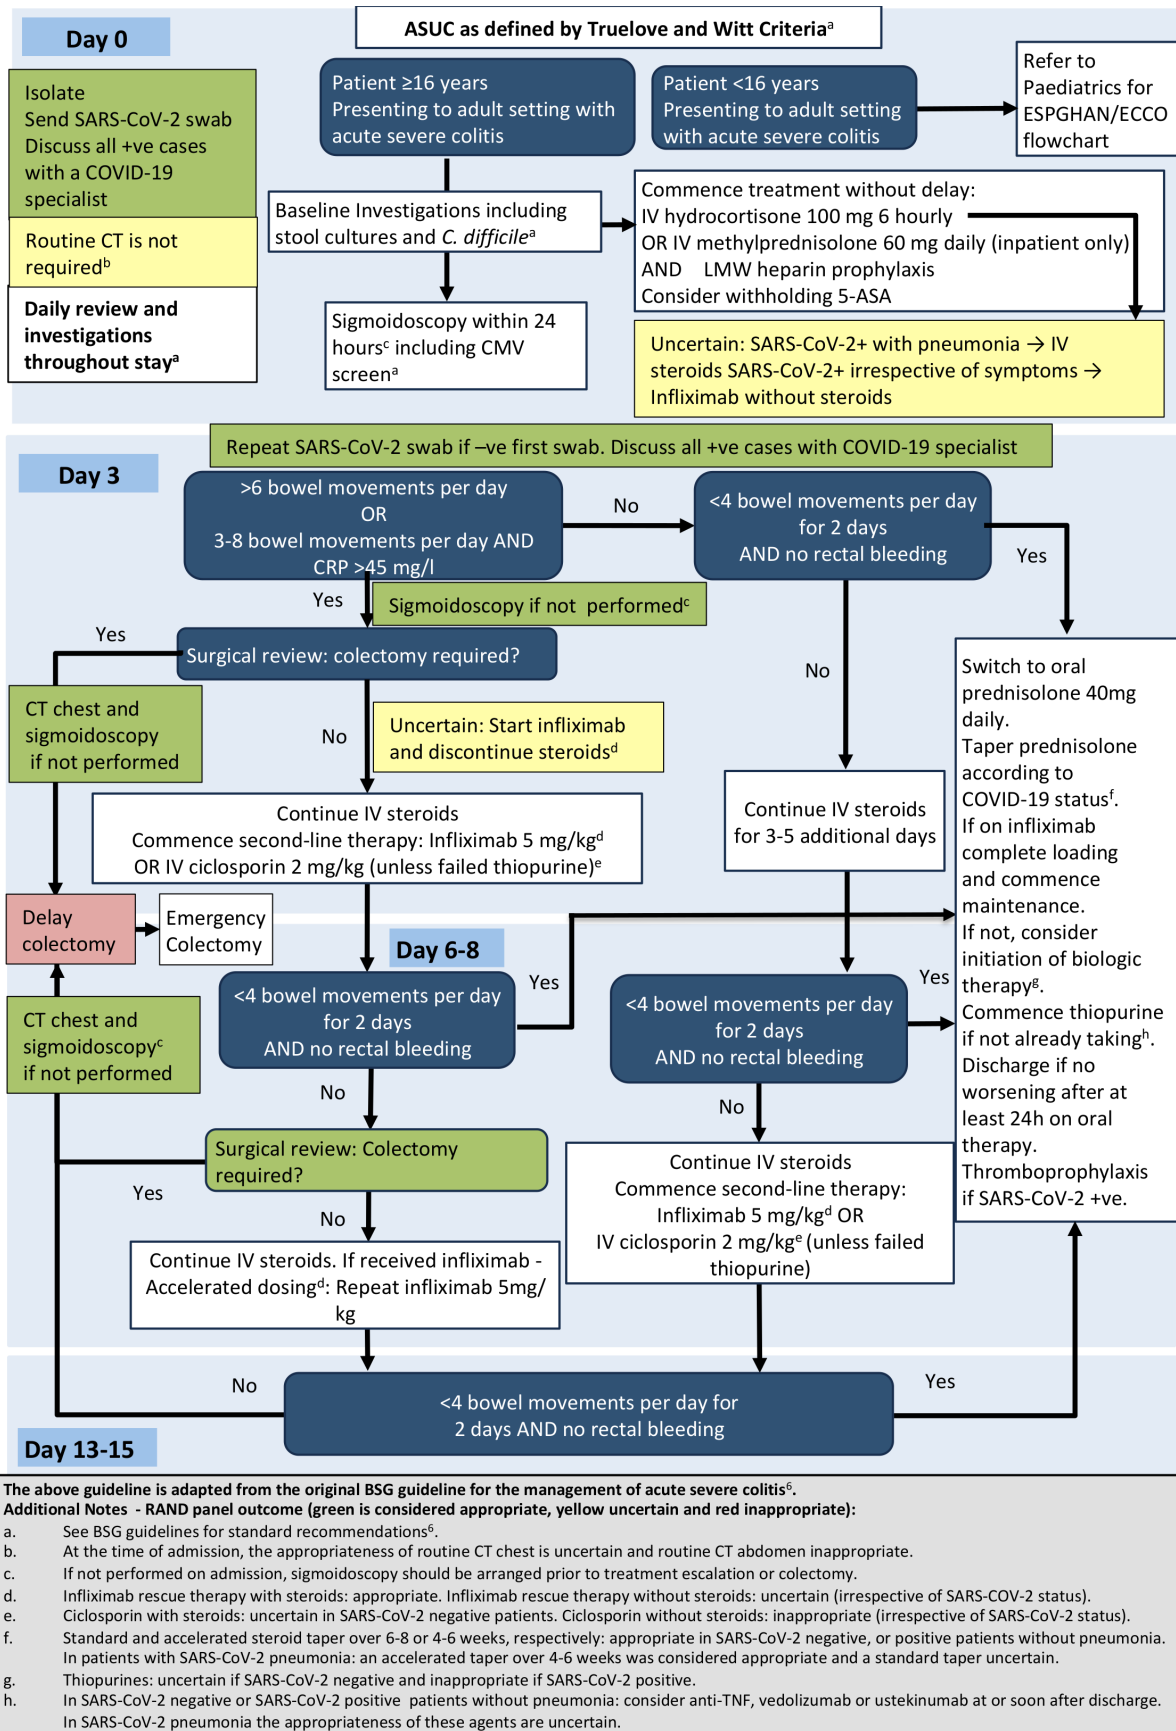 Day 0
ASUC as defined by Truelove and Witt Criteriaᵃ
Isolate
Send SARS-CoV-2 swab
Discuss all +ve cases
with a COVID-19
specialist
Routine CT is not
requiredᵇ
Daily review and
investigations
throughout stayᵃ
Patient ≥16 years
Presenting to adult setting with
acute severe colitis
Patient <16 years
Presenting to adult setting
with acute severe colitis
Refer to
Paediatrics for
ESPGHAN/ECCO
flowchart
Baseline Investigations including
stool cultures and C. difficileᵃ
Commence treatment without delay:
IV hydrocortisone 100 mg 6 hourly
OR IV methylprednisolone 60 mg daily (inpatient only)
AND LMW heparin prophylaxis
Consider withholding 5-ASA
Sigmoidoscopy within 24
hoursᶜ including CMV
screenᵃ
Uncertain: SARS-CoV-2+ with pneumonia → IV
steroids SARS-CoV-2+ irrespective of symptoms →
Infliximab without steroids
Repeat SARS-CoV-2 swab if –ve first swab. Discuss all +ve cases with COVID-19 specialist
Day 3
>6 bowel movements per day
OR
3-8 bowel movements per day AND
CRP >45 mg/l
No
<4 bowel movements per day
for 2 days
AND no rectal bleeding
Yes
Yes
Sigmoidoscopy if not performedᶜ
Yes
Surgical review: colectomy required?
No
CT chest and
sigmoidoscopy
if not performed
No
Uncertain: Start infliximab
and discontinue steroidsᵈ
Continue IV steroids
Commence second-line therapy: Infliximab 5 mg/kgᵈ
OR IV ciclosporin 2 mg/kg (unless failed thiopurine)ᵉ
Continue IV steroids
for 3-5 additional days
Switch to oral
prednisolone 40mg
daily.
Taper prednisolone
according to
COVID-19 statusᶠ.
If on infliximab
complete loading
and commence
maintenance.
If not, consider
initiation of biologic
therapyᵍ.
Commence thiopurine
if not already takingʰ.
Discharge if no
worsening after at
least 24h on oral
therapy.
Thromboprophylaxis
if SARS-CoV-2 +ve.
Delay
colectomy
Emergency
Colectomy
Day 6-8
<4 bowel movements per day
for 2 days
AND no rectal bleeding
Yes
<4 bowel movements per day
for 2 days
AND no rectal bleeding
Yes
CT chest and
sigmoidoscopyᶜ
if not performed
No
No
Surgical review: Colectomy
required?
Yes
No
Continue IV steroids
Commence second-line therapy:
Infliximab 5 mg/kgᵈ OR
IV ciclosporin 2 mg/kgᵉ (unless failed
thiopurine)
Continue IV steroids. If received infliximab -
Accelerated dosingᵈ: Repeat infliximab 5mg/
kg
No
<4 bowel movements per day for
2 days AND no rectal bleeding
Yes
Day 13-15
The above guideline is adapted from the original BSG guideline for the management of acute severe colitis⁶.
Additional Notes - RAND panel outcome (green is considered appropriate, yellow uncertain and red inappropriate):
a. See BSG guidelines for standard recommendations⁶.
b. At the time of admission, the appropriateness of routine CT chest is uncertain and routine CT abdomen inappropriate.
c. If not performed on admission, sigmoidoscopy should be arranged prior to treatment escalation or colectomy.
d. Infliximab rescue therapy with steroids: appropriate. Infliximab rescue therapy without steroids: uncertain (irrespective of SARS-COV-2 status).
e. Ciclosporin with steroids: uncertain in SARS-CoV-2 negative patients. Ciclosporin without steroids: inappropriate (irrespective of SARS-CoV-2 status).
f. Standard and accelerated steroid taper over 6-8 or 4-6 weeks, respectively: appropriate in SARS-CoV-2 negative, or positive patients without pneumonia.
In patients with SARS-CoV-2 pneumonia: an accelerated taper over 4-6 weeks was considered appropriate and a standard taper uncertain.
g. Thiopurines: uncertain if SARS-CoV-2 negative and inappropriate if SARS-CoV-2 positive.
h. In SARS-CoV-2 negative or SARS-CoV-2 positive patients without pneumonia: consider anti-TNF, vedolizumab or ustekinumab at or soon after discharge.
In SARS-CoV-2 pneumonia the appropriateness of these agents are uncertain.